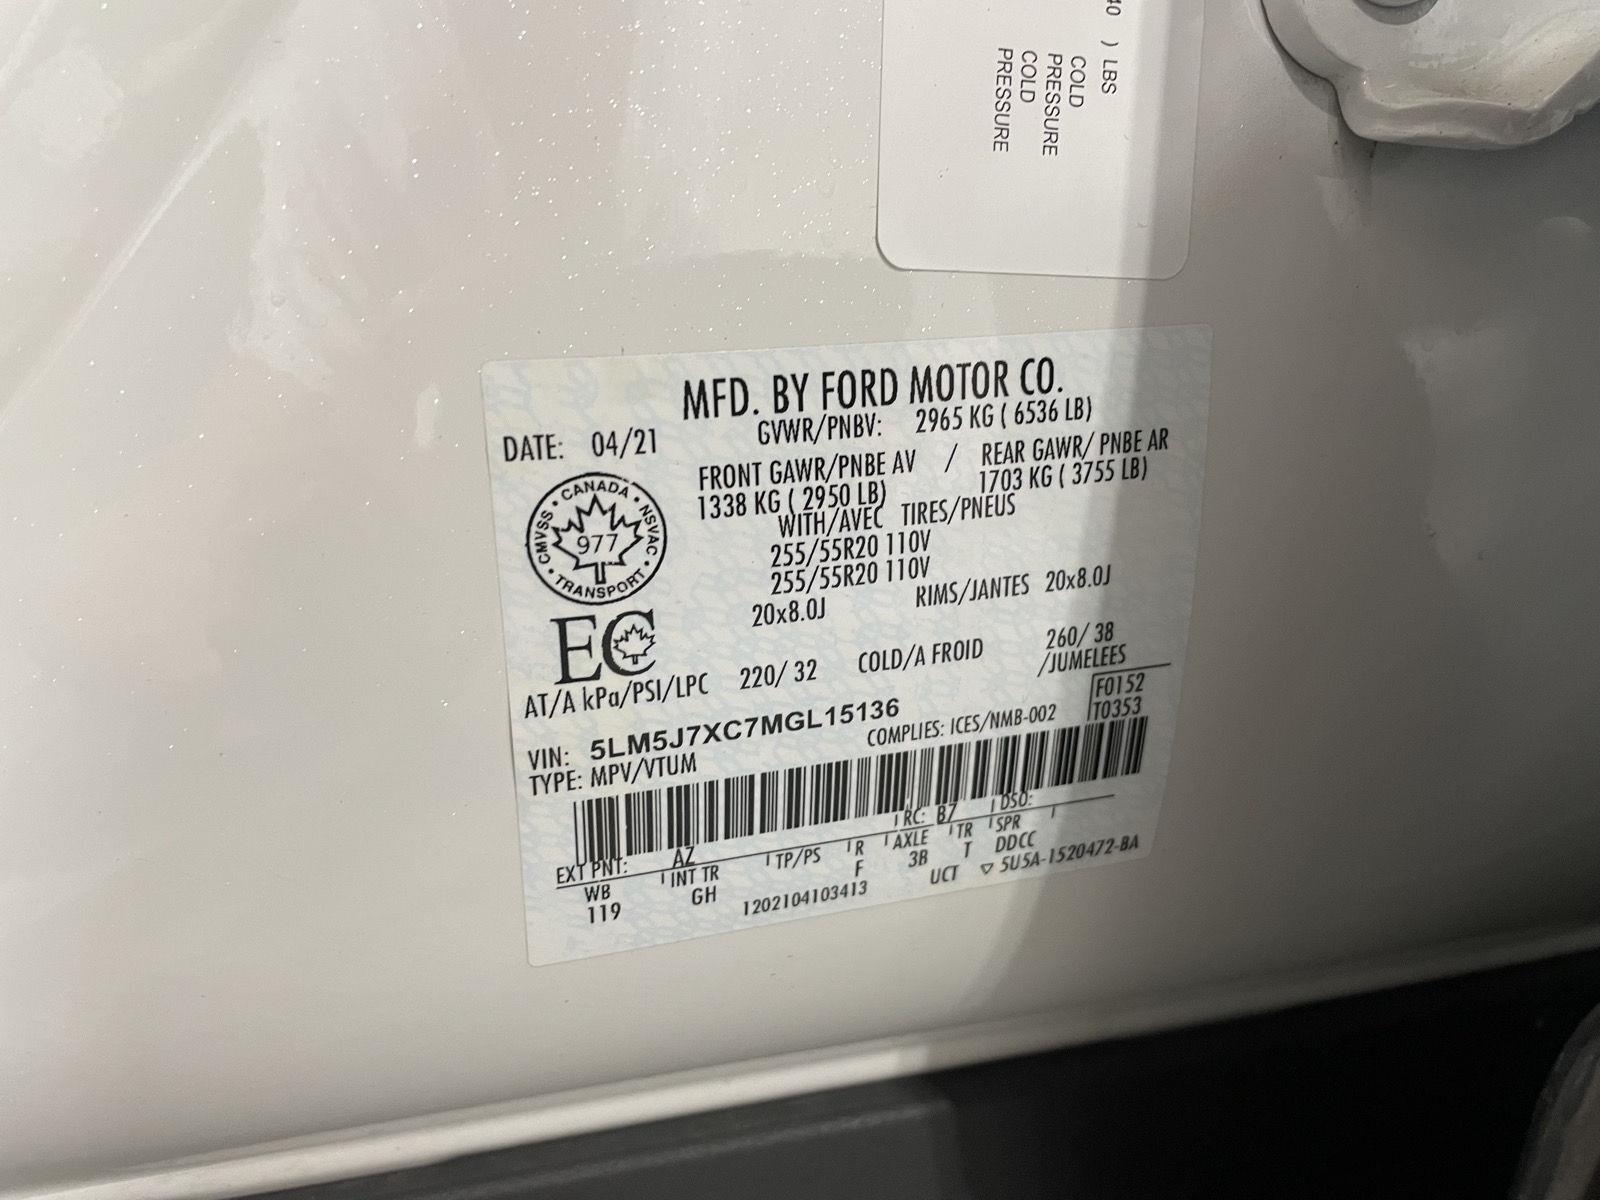 40 ) LBS
COLD
PRESSURE
COLD
PRESSURE
MFD. BY FORD MOTOR CO.
DATE: 04/21
GVWR/PNBV: 2965 KG ( 6536 LB)
FRONT GAWR/PNBE AV / REAR GAWR/ PNBE AR
1338 KG ( 2950 LB) 1703 KG ( 3755 LB)
WITH/AVEC TIRES/PNEUS
255/55R20 110V
255/55R20 110V
20x8.0J RIMS/JANTES 20x8.0J
CANADA
CMVSS
NSVAC
977
TRANSPORT
EC
AT/A kPa/PSI/LPC 220/ 32 COLD/A FROID 260/ 38
/JUMELEES
VIN: 5LM5J7XC7MGL15136
F0152
T0353
TYPE: MPV/VTUM COMPLIES: ICES/NMB-002
EXT PNT: AZ RC: B7 DSO:
WB INT TR TP/PS R AXLE TR SPR
119 GH F 3B T DDCC
1202104103413 UCT ▽ 5U5A-1520472-BA